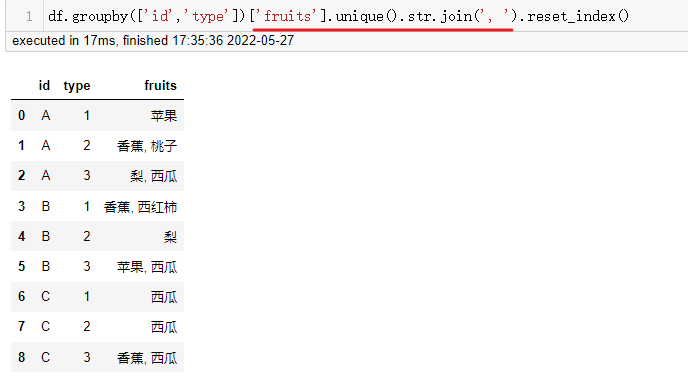 1 df.groupby(['id','type'])['fruits'].unique().str.join(', ').reset_index()
executed in 17ms, finished 17:35:36 2022-05-27
id type fruits
0 A 1 苹果
1 A 2 香蕉, 桃子
2 A 3 梨, 西瓜
3 B 1 香蕉, 西红柿
4 B 2 梨
5 B 3 苹果, 西瓜
6 C 1 西瓜
7 C 2 西瓜
8 C 3 香蕉, 西瓜